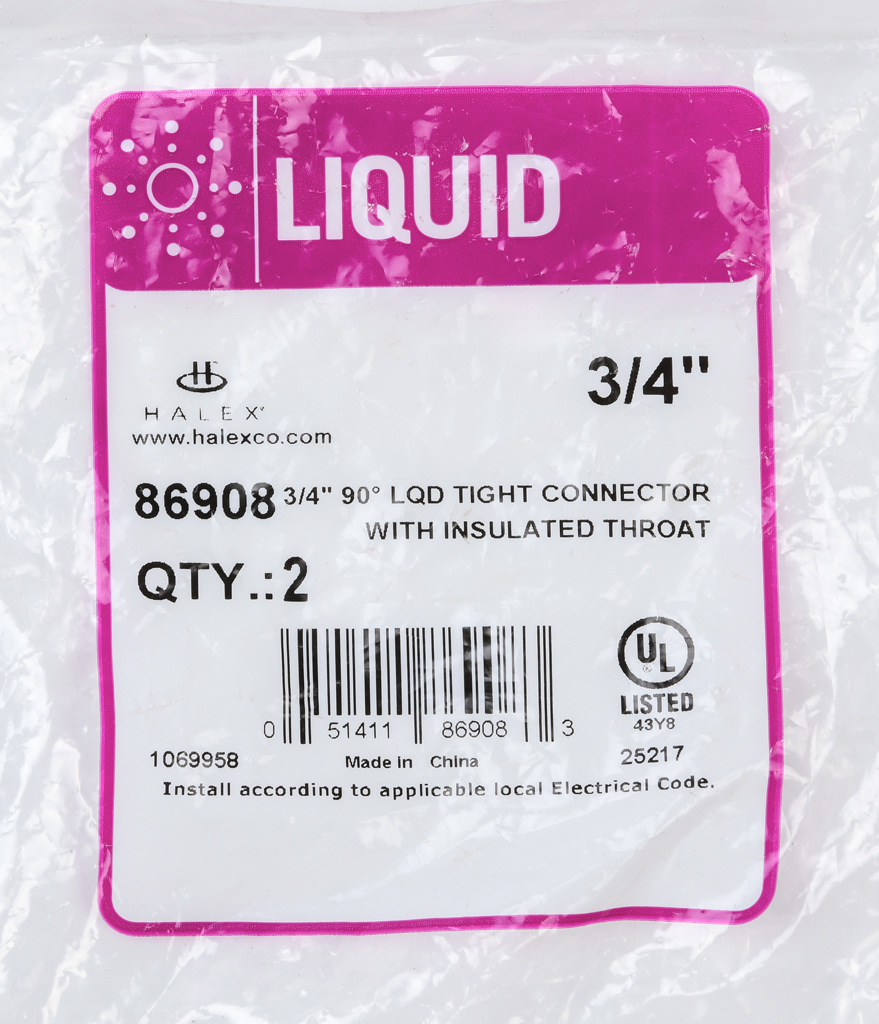 LIQUID
H
HALEX
3/4"
www.halexco.com
86908 3/4" 90° LQD TIGHT CONNECTOR
WITH INSULATED THROAT
QTY.:2
UL
®
LISTED
43Y8
0 51411 86908 3
1069958 Made in China 25217
Install according to applicable local Electrical Code.